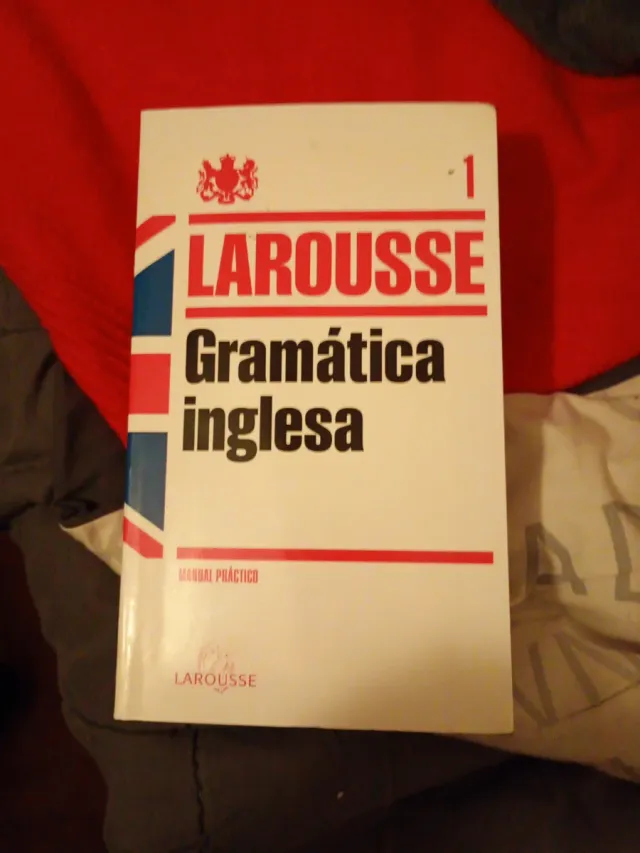 1
LAROUSSE
Gramática
inglesa
MANUAL PRÁCTICO
LAROUSSE